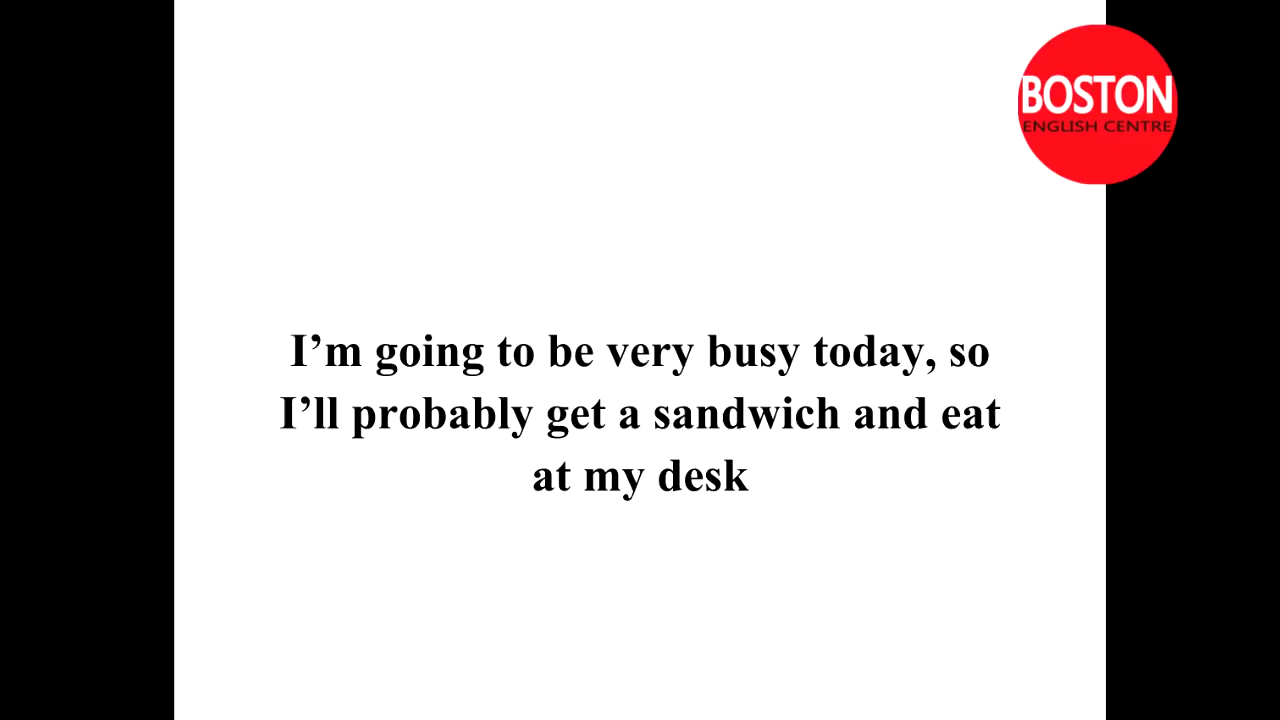 BOSTON
ENGLISH CENTRE
I’m going to be very busy today, so
I’ll probably get a sandwich and eat
at my desk